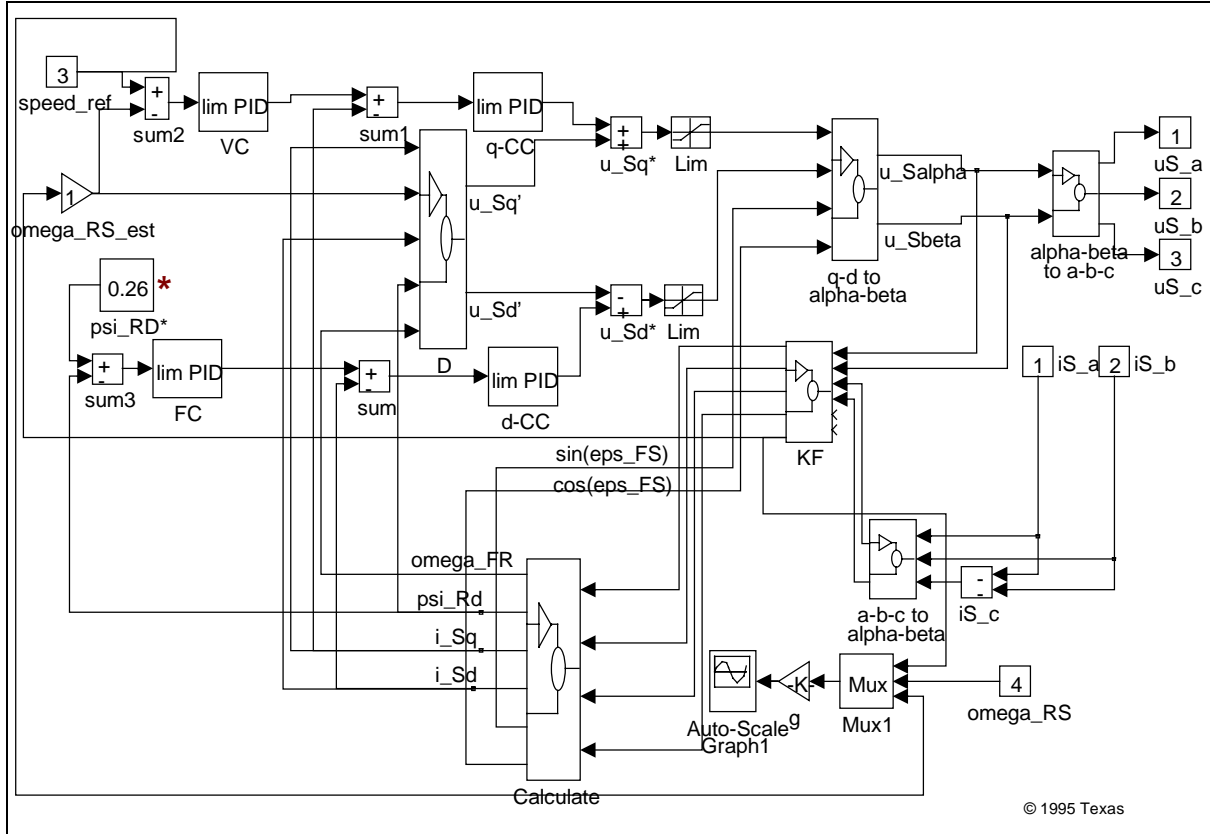 3
speed_ref
+
-
sum2
lim PID
VC
+
-
sum1
lim PID
q-CC
+
+
u_Sq*
Lim
1
omega_RS_est
u_Sq'
u_Salpha
u_Sbeta
q-d to
alpha-beta
alpha-beta
to a-b-c
1
uS_a
2
uS_b
3
uS_c
0.26
*
psi_RD*
u_Sd'
-
+
u_Sd*
Lim
+
-
sum3
lim PID
FC
+
-
sum
D
lim PID
d-CC
KF
1
iS_a
2
iS_b
sin(eps_FS)
cos(eps_FS)
omega_FR
psi_Rd
i_Sq
i_Sd
Calculate
a-b-c to
alpha-beta
-
-
iS_c
Auto-Scale
Graph1
-K-
g
Mux
Mux1
4
omega_RS
© 1995 Texas